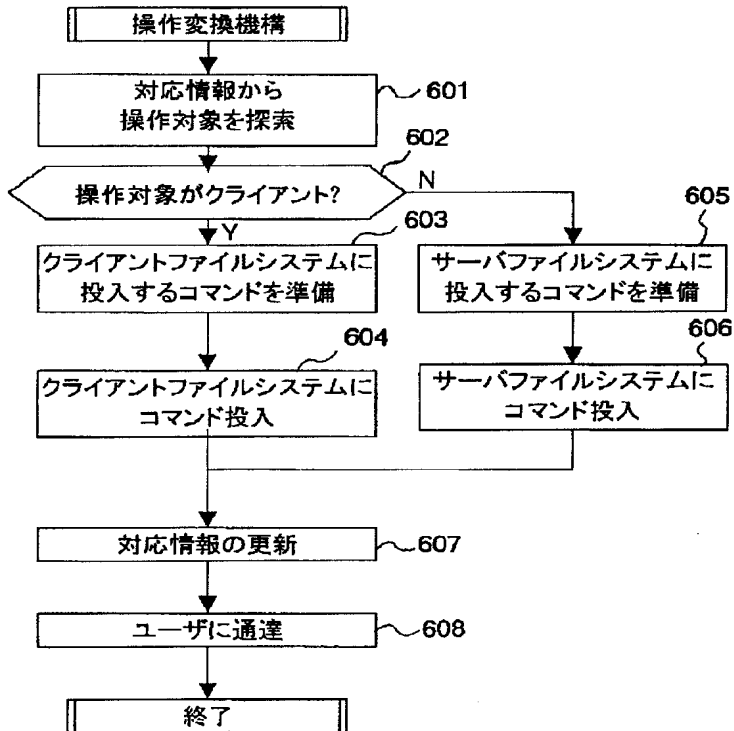 操作変換機構
対応情報から
操作対象を探索
601
602
操作対象がクライアント?
N
Y
603
605
クライアントファイルシステムに
投入するコマンドを準備
サーバファイルシステムに
投入するコマンドを準備
604
606
クライアントファイルシステムに
コマンド投入
サーバファイルシステムに
コマンド投入
対応情報の更新
607
ユーザに通達
608
終了